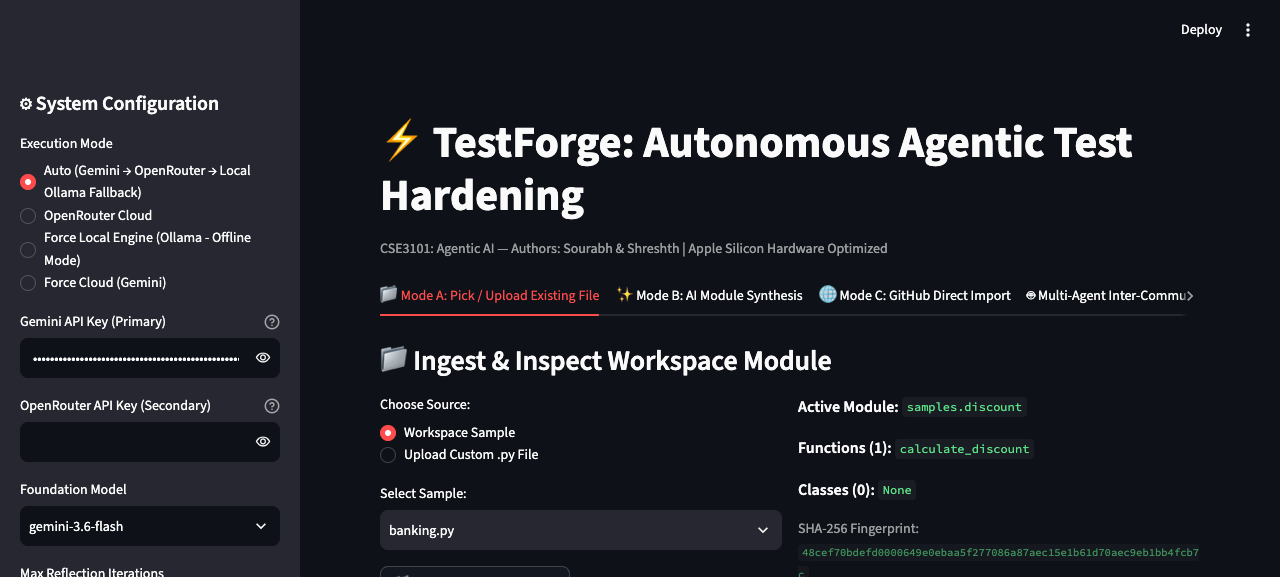 Deploy
⚙ System Configuration
Execution Mode
Auto (Gemini → OpenRouter → Local
Ollama Fallback)
OpenRouter Cloud
Force Local Engine (Ollama - Offline
Mode)
Force Cloud (Gemini)
Gemini API Key (Primary)
OpenRouter API Key (Secondary)
Foundation Model
gemini-3.6-flash
Max Reflection Iterations
⚡ TestForge: Autonomous Agentic Test
Hardening
CSE3101: Agentic AI — Authors: Sourabh & Shreshth | Apple Silicon Hardware Optimized
📁 Mode A: Pick / Upload Existing File
✨ Mode B: AI Module Synthesis
🌐 Mode C: GitHub Direct Import
Multi-Agent Inter-Commu
📁 Ingest & Inspect Workspace Module
Choose Source:
Workspace Sample
Upload Custom .py File
Select Sample:
banking.py
Active Module: samples.discount
Functions (1): calculate_discount
Classes (0): None
SHA-256 Fingerprint:
48cef70bdefd0000649e0ebaa5f277086a87aec15e1b61d70aec9eb1bb4fcb7